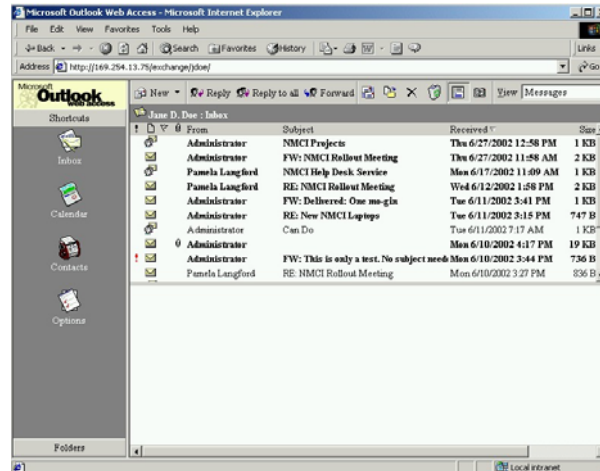 Microsoft Outlook Web Access - Microsoft Internet Explorer
File Edit View Favorites Tools Help
Back Search Favorites History Links
Address http://169.254.13.75/exchange/jdoe/ Go
Microsoft Outlook web access
New Reply Reply to all Forward View Messages
Shortcuts
Jane D. Doe : Inbox
! From Subject Received Size
Administrator NMCI Projects Thu 6/27/2002 12:58 PM 1 KB
Administrator FW: NMCI Rollout Meeting Thu 6/27/2002 11:58 AM 2 KB
Pamela Langford NMCI Help Desk Service Mon 6/17/2002 11:09 AM 1 KB
Pamela Langford RE: NMCI Rollout Meeting Wed 6/12/2002 1:58 PM 2 KB
Administrator FW: Delivered: One mo-gin Tue 6/11/2002 3:41 PM 1 KB
Administrator RE: New NMCI Laptops Tue 6/11/2002 3:15 PM 747 B
Administrator Can Do Tue 6/11/2002 7:17 AM 1 KB
Administrator Mon 6/10/2002 4:17 PM 19 KB
! Administrator FW: This is only a test. No subject need Mon 6/10/2002 3:44 PM 736 B
Pamela Langford RE: NMCI Rollout Meeting Mon 6/10/2002 3:27 PM 836 B
Inbox
Calendar
Contacts
Options
Folders
Local intranet